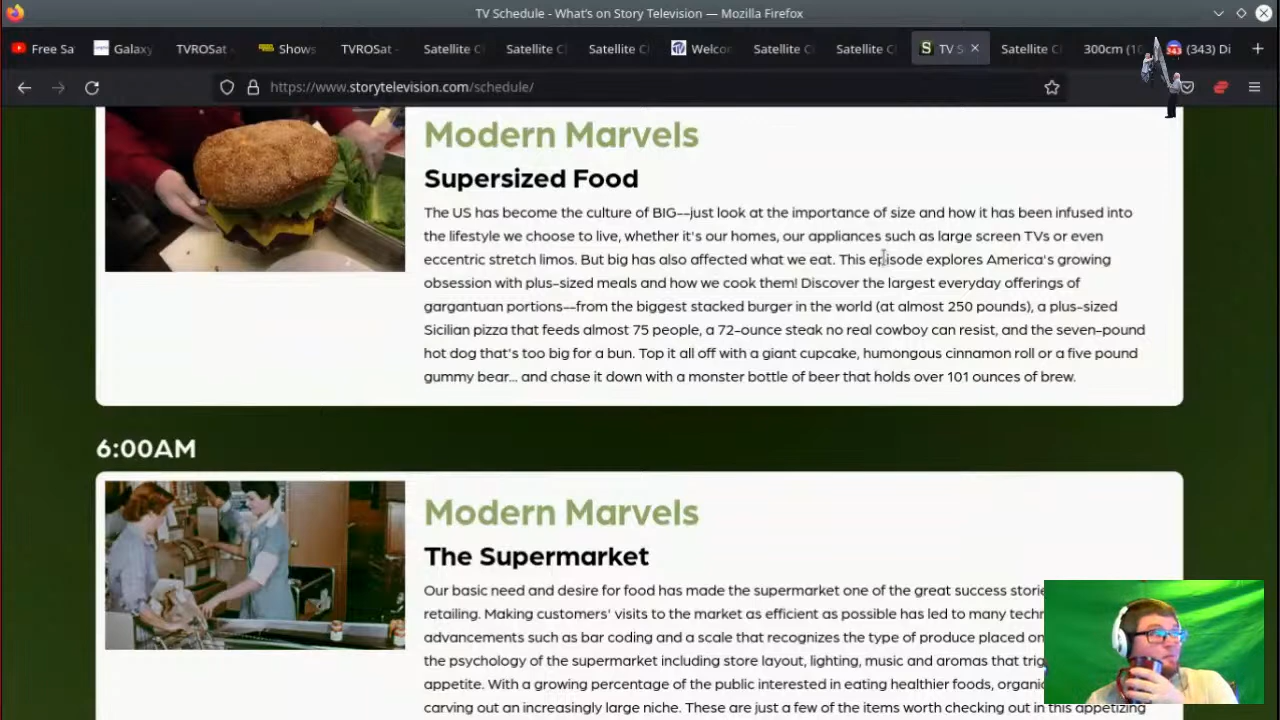 TV Schedule - What's on Story Television — Mozilla Firefox
Free Sa
Galaxy
TVROSat
Shows
TVROSat -
Satellite C
Satellite C
Satellite C
Welco
Satellite C
Satellite C
TV S
Satellite C
300cm (1
(343) Di
https://www.storytelevision.com/schedule/
Modern Marvels
Supersized Food
The US has become the culture of BIG--just look at the importance of size and how it has been infused into
the lifestyle we choose to live, whether it's our homes, our appliances such as large screen TVs or even
eccentric stretch limos. But big has also affected what we eat. This episode explores America's growing
obsession with plus-sized meals and how we cook them! Discover the largest everyday offerings of
gargantuan portions--from the biggest stacked burger in the world (at almost 250 pounds), a plus-sized
Sicilian pizza that feeds almost 75 people, a 72-ounce steak no real cowboy can resist, and the seven-pound
hot dog that's too big for a bun. Top it all off with a giant cupcake, humongous cinnamon roll or a five pound
gummy bear... and chase it down with a monster bottle of beer that holds over 101 ounces of brew.
6:00AM
Modern Marvels
The Supermarket
Our basic need and desire for food has made the supermarket one of the great success storie
retailing. Making customers' visits to the market as efficient as possible has led to many techn
advancements such as bar coding and a scale that recognizes the type of produce placed on
the psychology of the supermarket including store layout, lighting, music and aromas that trig
appetite. With a growing percentage of the public interested in eating healthier foods, organi
carving out an increasingly large niche. These are just a few of the items worth checking out in this appetizing